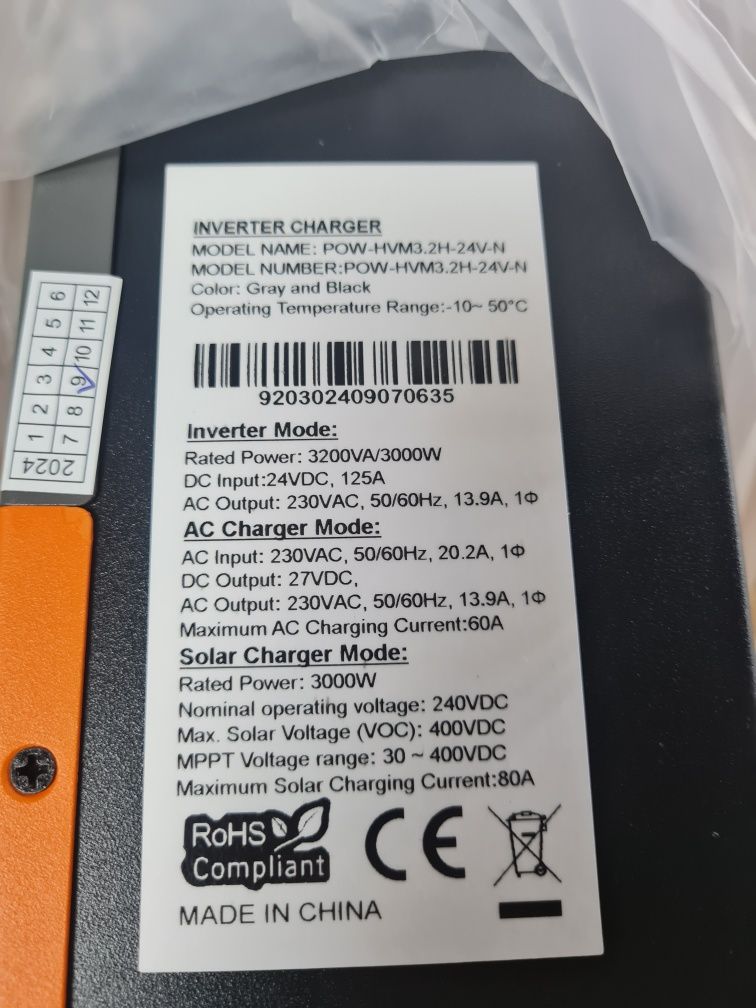 INVERTER CHARGER
MODEL NAME: POW-HVM3.2H-24V-N
MODEL NUMBER:POW-HVM3.2H-24V-N
Color: Gray and Black
Operating Temperature Range:-10~ 50°C
920302409070635
Inverter Mode:
Rated Power: 3200VA/3000W
DC Input:24VDC, 125A
AC Output: 230VAC, 50/60Hz, 13.9A, 1Φ
AC Charger Mode:
AC Input: 230VAC, 50/60Hz, 20.2A, 1Φ
DC Output: 27VDC,
AC Output: 230VAC, 50/60Hz, 13.9A, 1Φ
Maximum AC Charging Current:60A
Solar Charger Mode:
Rated Power: 3000W
Nominal operating voltage: 240VDC
Max. Solar Voltage (VOC): 400VDC
MPPT Voltage range: 30 ~ 400VDC
Maximum Solar Charging Current:80A
RoHS
Compliant
CE
MADE IN CHINA
2024
1 2 3 4 5 6
7 8 9 10 11 12